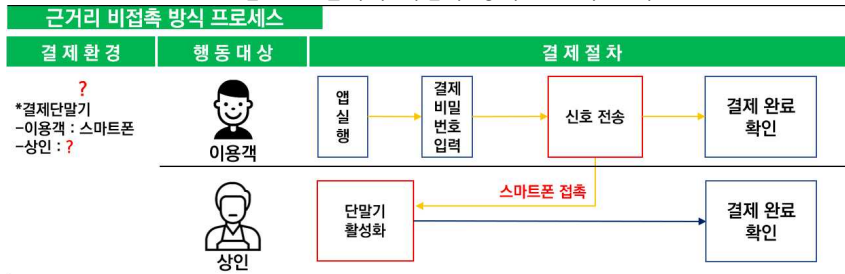 근거리 비접촉 방식 프로세스
결 제 환 경
행 동 대 상
결 제 절 차
?
*결제단말기
-이용객 : 스마트폰
-상인 : ?
이용객
앱
실
행
결제
비밀
번호
입력
신호 전송
결제 완료
확인
스마트폰 접촉
상인
단말기
활성화
결제 완료
확인